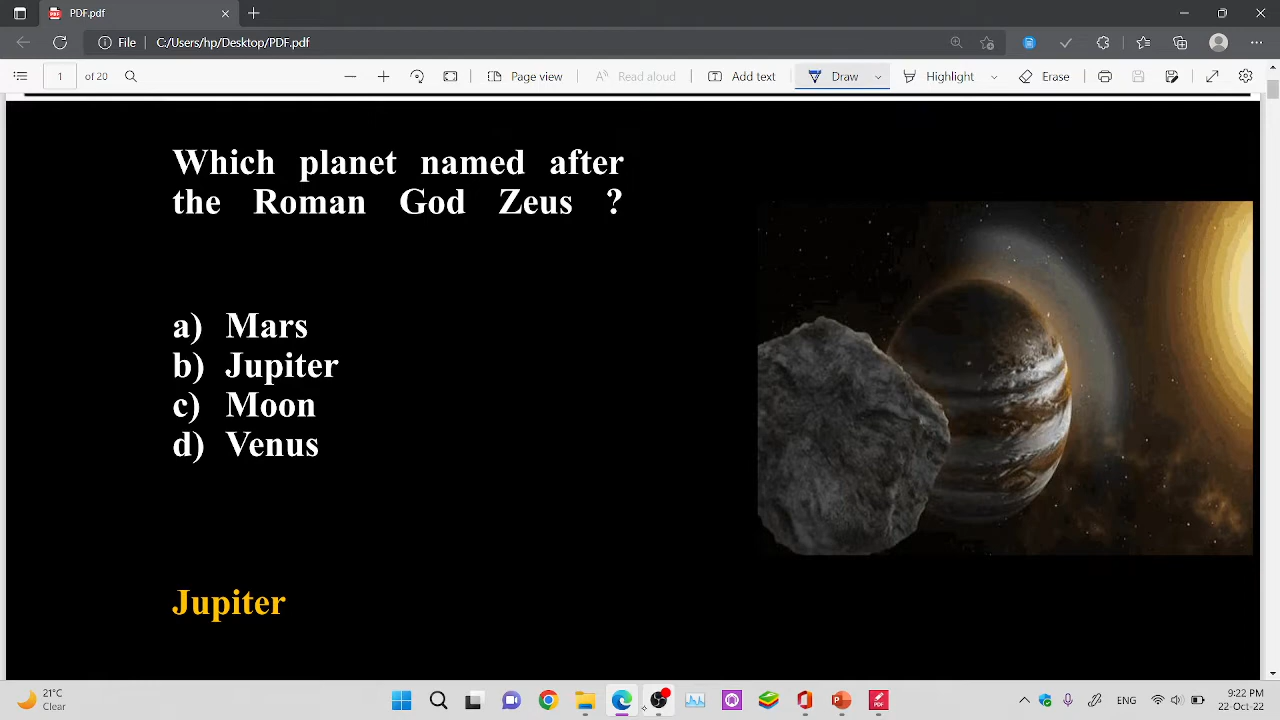 PDF.pdf
File C:/Users/hp/Desktop/PDF.pdf
1 of 20 Page view Read aloud Add text Draw Highlight Erase
Which planet named after
the Roman God Zeus ?
a) Mars
b) Jupiter
c) Moon
d) Venus
Jupiter
21°C
Clear
ENG
9:22 PM
22-Oct-22